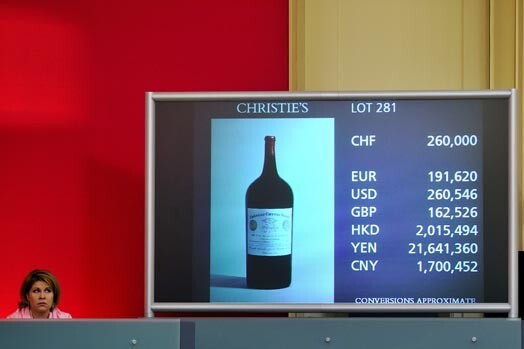 CHRISTIE'S
LOT 281
CHF 260,000
EUR 191,620
USD 260,546
GBP 162,526
HKD 2,015,494
YEN 21,641,360
CNY 1,700,452
CONVERSIONS APPROXIMATE